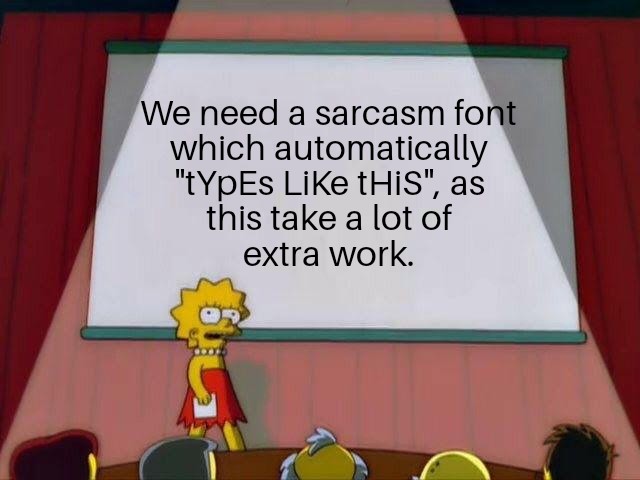 We need a sarcasm font
which automatically
"tYpEs LiKe tHiS", as
this take a lot of
extra work.